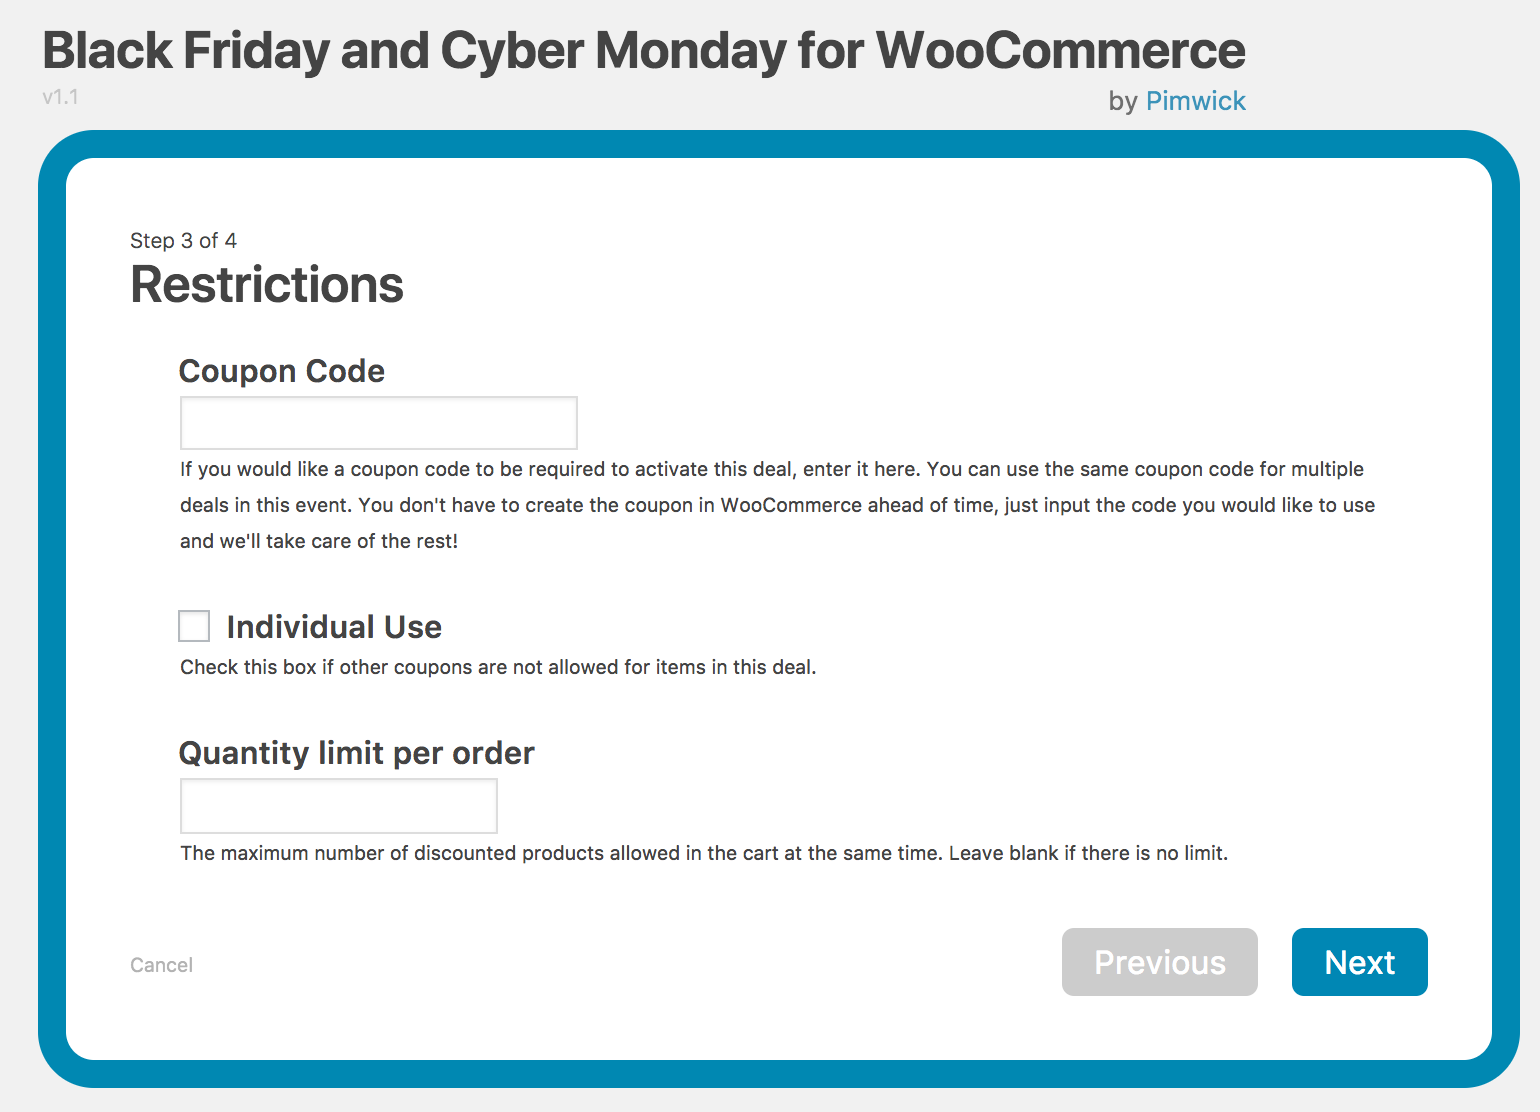 Black Friday and Cyber Monday for WooCommerce
v1.1
by Pimwick
Step 3 of 4
Restrictions
Coupon Code
If you would like a coupon code to be required to activate this deal, enter it here. You can use the same coupon code for multiple
deals in this event. You don't have to create the coupon in WooCommerce ahead of time, just input the code you would like to use
and we'll take care of the rest!
Individual Use
Check this box if other coupons are not allowed for items in this deal.
Quantity limit per order
The maximum number of discounted products allowed in the cart at the same time. Leave blank if there is no limit.
Cancel
Previous
Next